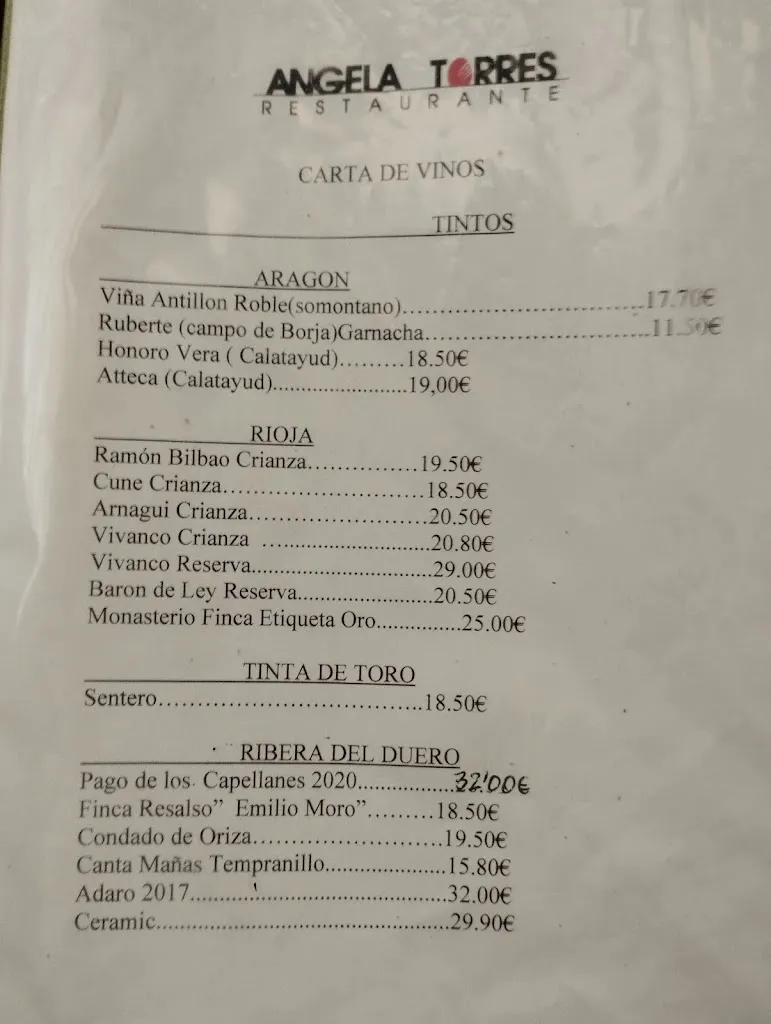 ANGELA TORRES
RESTAURANTE
CARTA DE VINOS
TINTOS
ARAGON
Viña Antillon Roble(somontano)..................................17.70€
Ruberte (campo de Borja)Garnacha................................11.50€
Honoro Vera ( Calatayud).........18.50€
Atteca (Calatayud).......................19,00€
RIOJA
Ramón Bilbao Crianza..............19.50€
Cune Crianza..........................18.50€
Arnagui Crianza.......................20.50€
Vivanco Crianza .............................20.80€
Vivanco Reserva...............................29.00€
Baron de Ley Reserva.......................20.50€
Monasterio Finca Etiqueta Oro..............25.00€
TINTA DE TORO
Sentero..................................18.50€
RIBERA DEL DUERO
Pago de los Capellanes 2020................32'00€
Finca Resalso” Emilio Moro”.........18.50€
Condado de Oriza........................19.50€
Canta Mañas Tempranillo....................15.80€
Adaro 2017...........................................32.00€
Ceramic.................................................29.90€